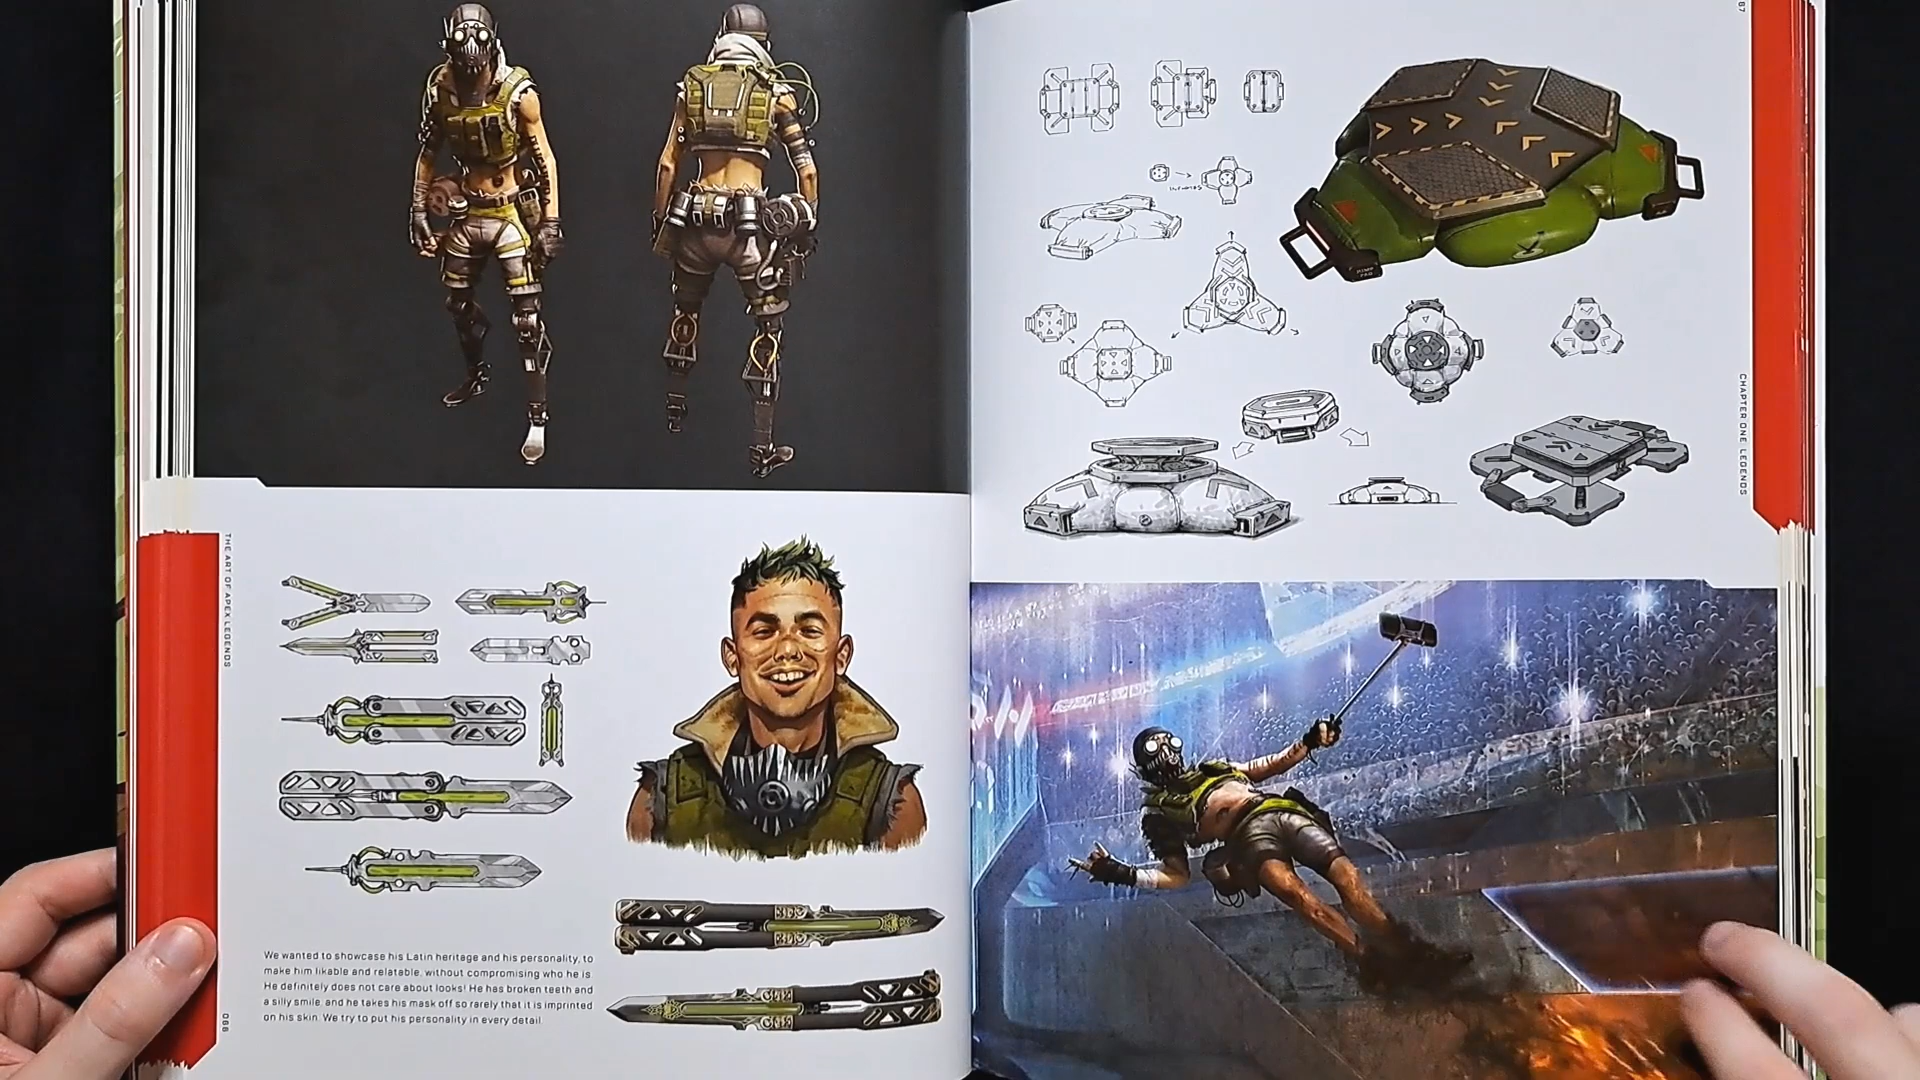 THE ART OF APEX LEGENDS
We wanted to showcase his Latin heritage and his personality, to
make him likable and relatable, without compromising who he is.
He definitely does not care about looks! He has broken teeth and
a silly smile, and he takes his mask off so rarely that it is imprinted
on his skin. We try to put his personality in every detail.
066
67
CHAPTER ONE: LEGENDS